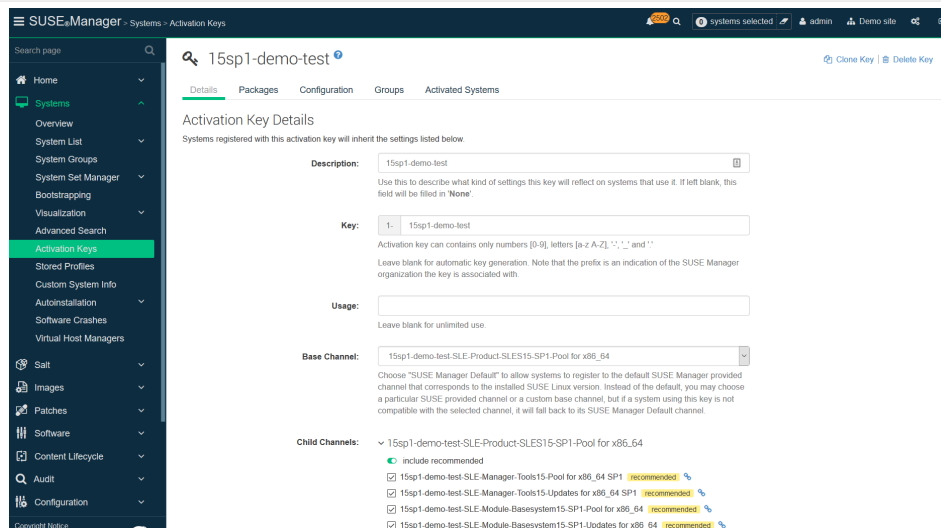 SUSE®Manager > Systems > Activation Keys
2502
0 systems selected
admin
Demo site
Search page
Home
Systems
Overview
System List
System Groups
System Set Manager
Bootstrapping
Visualization
Advanced Search
Activation Keys
Stored Profiles
Custom System Info
Autoinstallation
Software Crashes
Virtual Host Managers
Salt
Images
Patches
Software
Content Lifecycle
Audit
Configuration
Copyright Notice
15sp1-demo-test ?
Clone Key | Delete Key
Details Packages Configuration Groups Activated Systems
Activation Key Details
Systems registered with this activation key will inherit the settings listed below.
Description: 15sp1-demo-test
Use this to describe what kind of settings this key will reflect on systems that use it. If left blank, this
field will be filled in 'None'.
Key: 1- 15sp1-demo-test
Activation key can contains only numbers [0-9], letters [a-z A-Z], '-', '_' and '.'
Leave blank for automatic key generation. Note that the prefix is an indication of the SUSE Manager
organization the key is associated with.
Usage:
Leave blank for unlimited use.
Base Channel: 15sp1-demo-test-SLE-Product-SLES15-SP1-Pool for x86_64
Choose "SUSE Manager Default" to allow systems to register to the default SUSE Manager provided
channel that corresponds to the installed SUSE Linux version. Instead of the default, you may choose
a particular SUSE provided channel or a custom base channel, but if a system using this key is not
compatible with the selected channel, it will fall back to its SUSE Manager Default channel.
Child Channels: 15sp1-demo-test-SLE-Product-SLES15-SP1-Pool for x86_64
include recommended
15sp1-demo-test-SLE-Manager-Tools15-Pool for x86_64 SP1 recommended
15sp1-demo-test-SLE-Manager-Tools15-Updates for x86_64 SP1 recommended
15sp1-demo-test-SLE-Module-Basesystem15-SP1-Pool for x86_64 recommended
15sp1-demo-test-SLE-Module-Basesystem15-SP1-Updates for x86_64 recommended